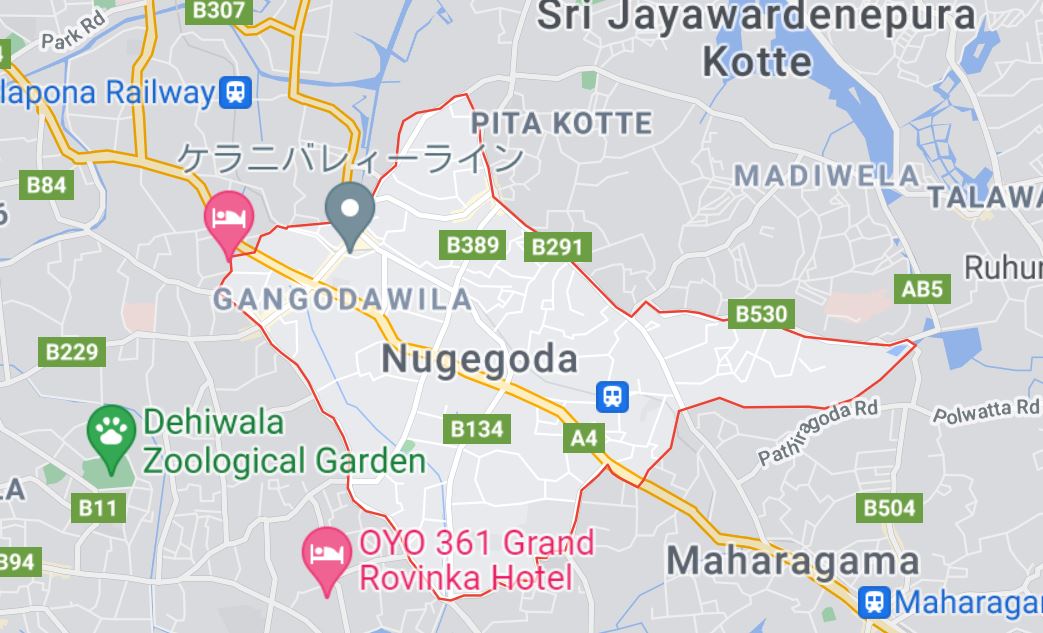 B307
Sri Jayawardenepura
Kotte
Park Rd
lapona Railway
PITA KOTTE
ケラニバレィーライン
B84
MADIWELA
TALAWA
B389
B291
Ruhun
AB5
GANGODAWILA
B530
B229
Nugegoda
Dehiwala
Zoological Garden
B134
A4
Pathiragoda Rd
Polwatta Rd
LA
B11
B504
OYO 361 Grand
Rovinka Hotel
B94
Maharagama
Maharagar